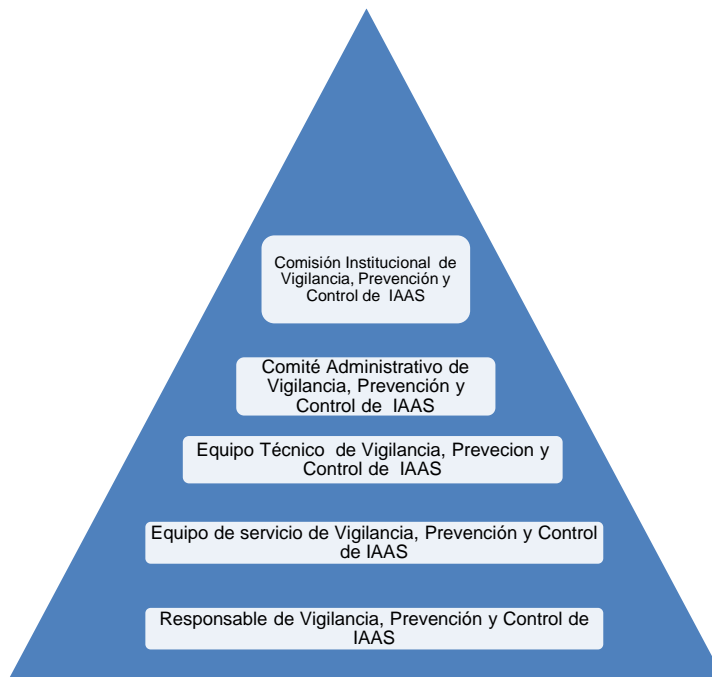 Comisión Institucional de
Vigilancia, Prevención y
Control de IAAS
Comité Administrativo de
Vigilancia, Prevención y
Control de IAAS
Equipo Técnico de Vigilancia, Prevecion y
Control de IAAS
Equipo de servicio de Vigilancia, Prevención y Control
de IAAS
Responsable de Vigilancia, Prevención y Control de
IAAS